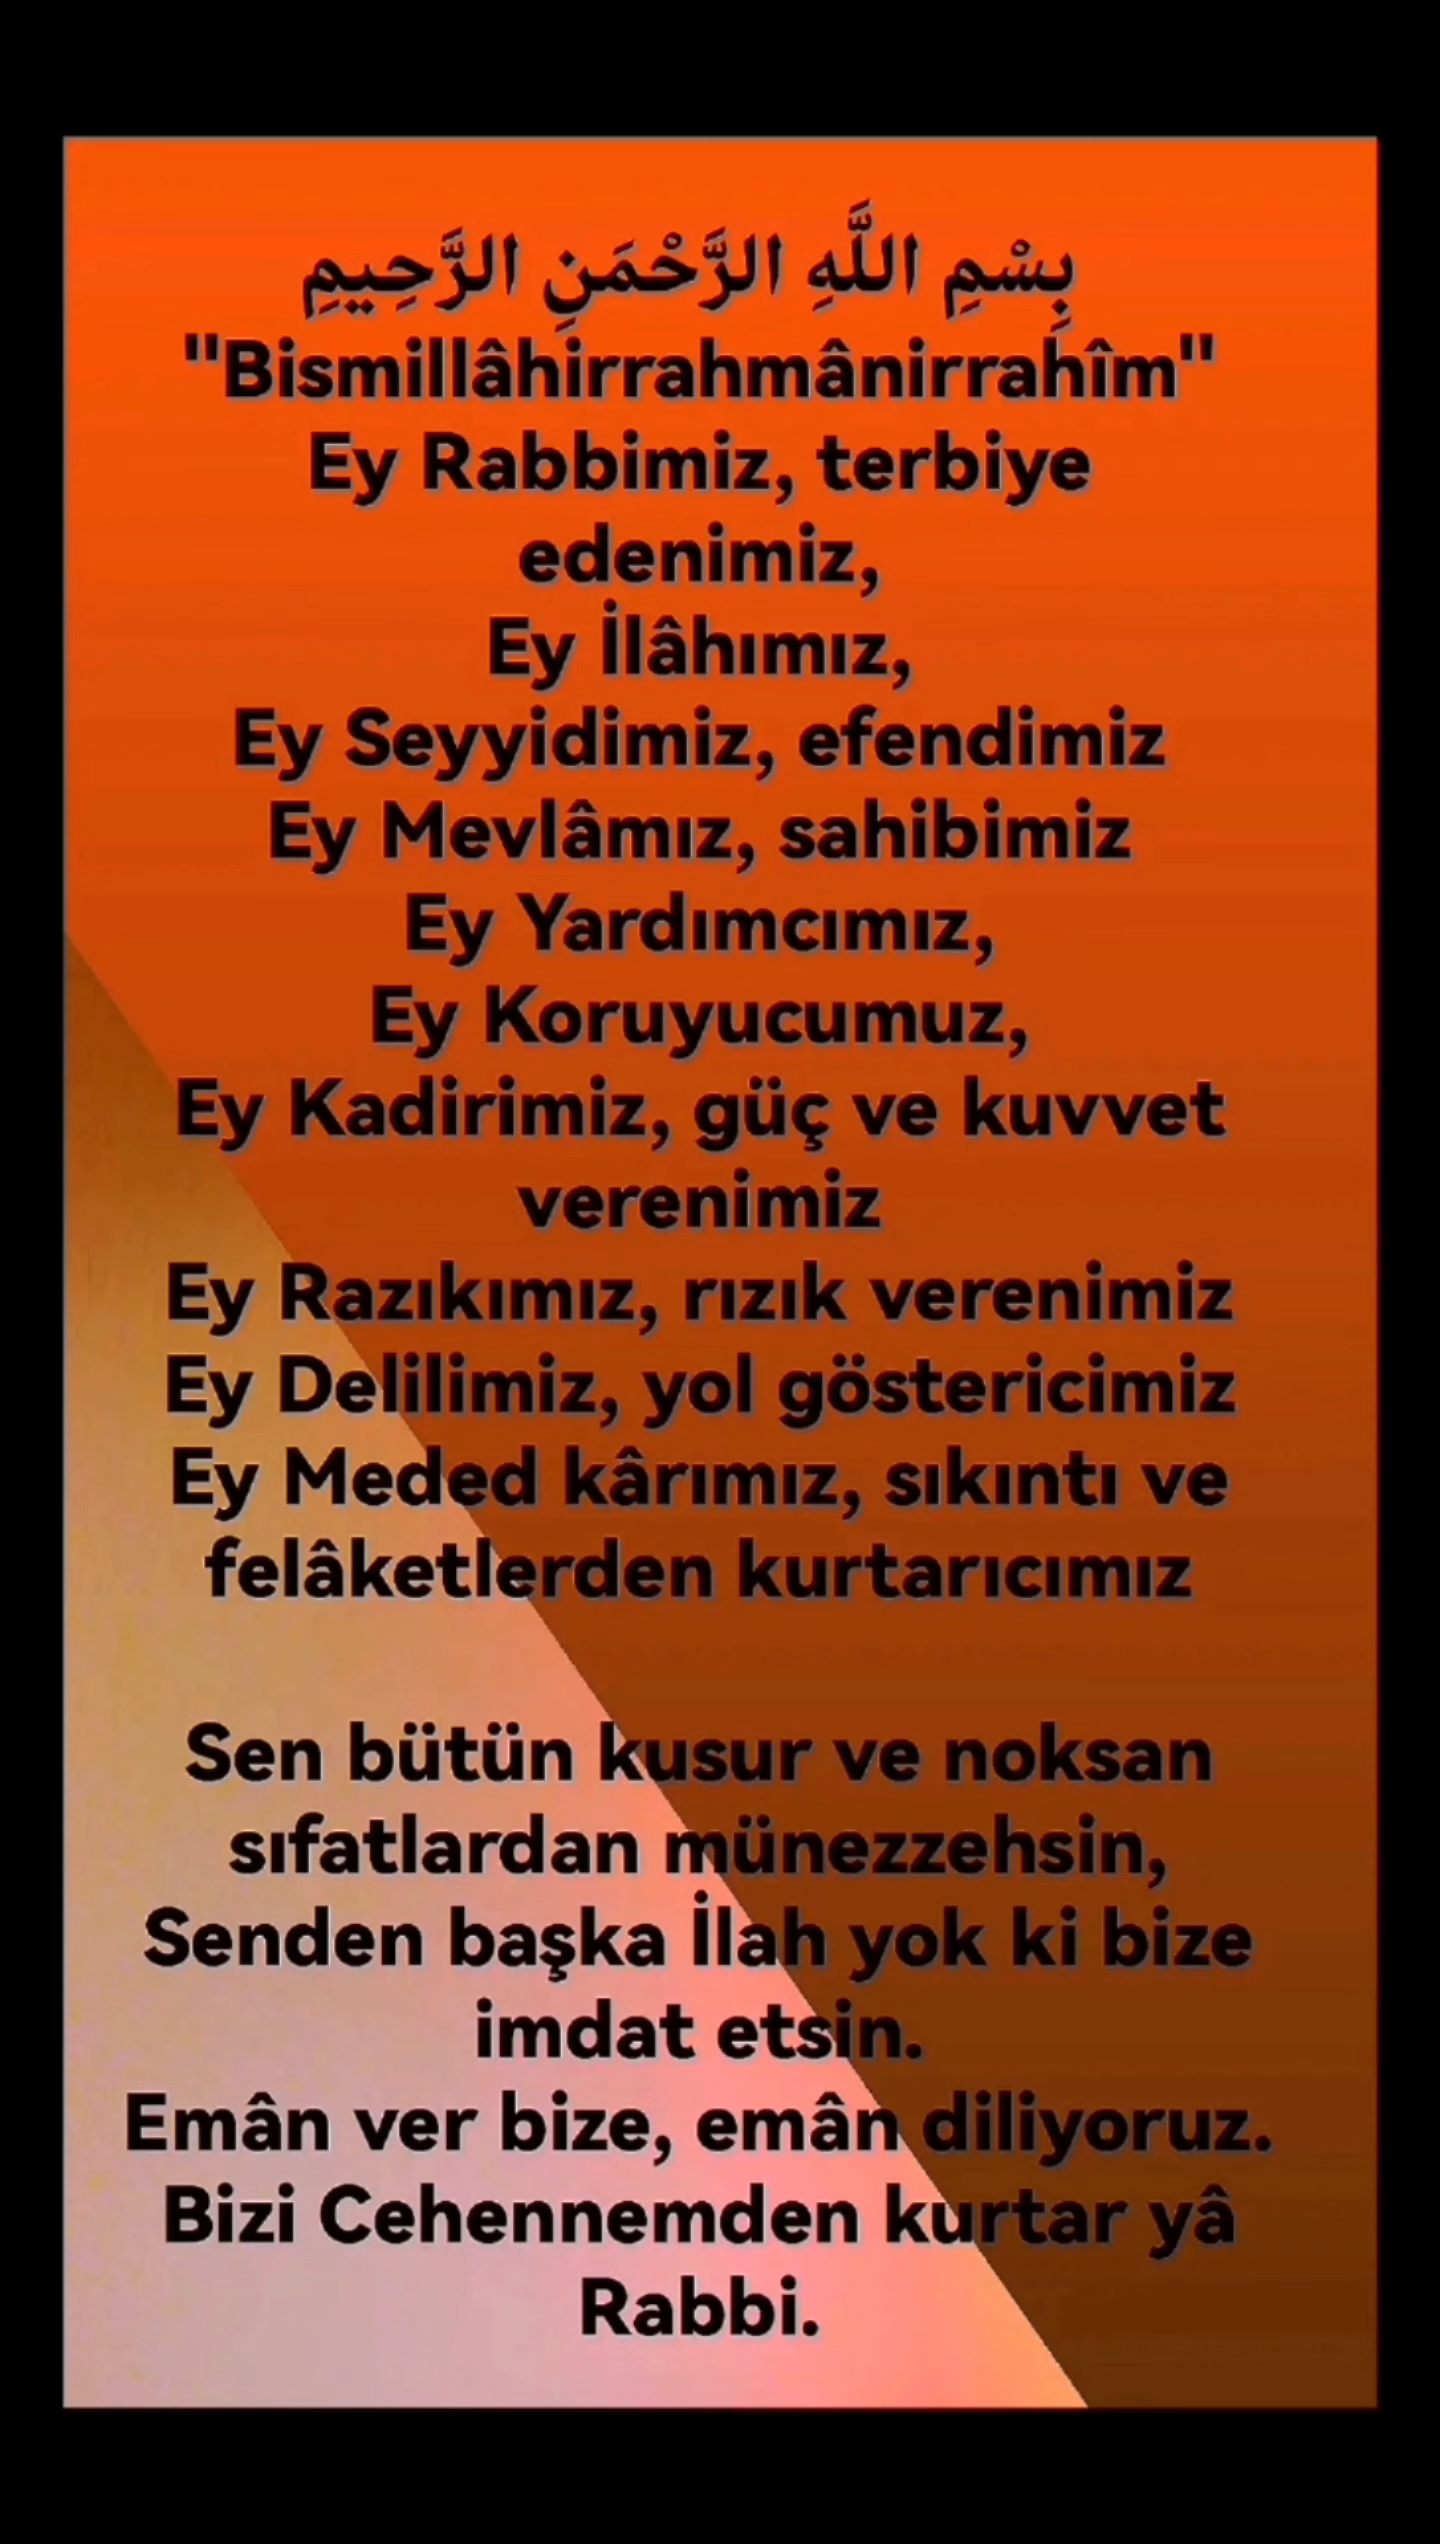 بِسْمِ اللَّهِ الرَّحْمَنِ الرَّحِيمِ
"Bismillâhirrahmânirrahîm"
Ey Rabbimiz, terbiye
edenimiz,
Ey İlâhımız,
Ey Seyyidimiz, efendimiz
Ey Mevlâmız, sahibimiz
Ey Yardımcımız,
Ey Koruyucumuz,
Ey Kadirimiz, güç ve kuvvet
verenimiz
Ey Razıkımız, rızık verenimiz
Ey Delilimiz, yol göstericimiz
Ey Meded kârımız, sıkıntı ve
felâketlerden kurtarıcımız
Sen bütün kusur ve noksan
sıfatlardan münezzehsin,
Senden başka İlah yok ki bize
imdat etsin.
Emân ver bize, emân diliyoruz.
Bizi Cehennemden kurtar yâ
Rabbi.